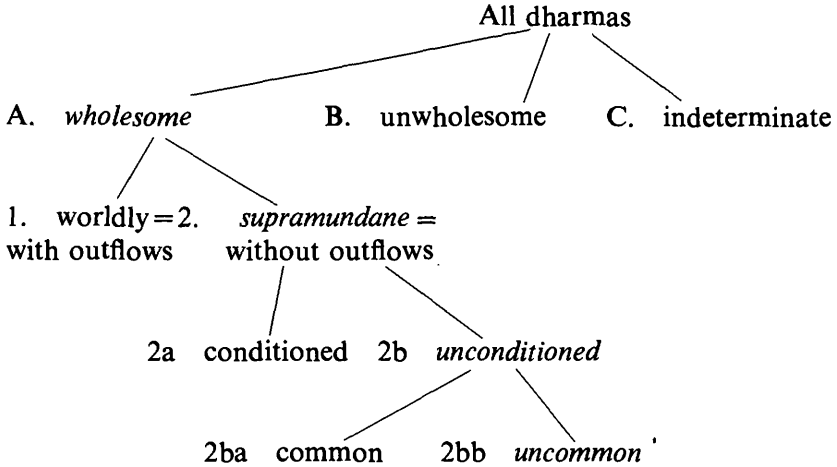 All dharmas
A. wholesome B. unwholesome C. indeterminate
1. worldly=2. supramundane =
with outflows without outflows
2a conditioned 2b unconditioned
2ba common 2bb uncommon